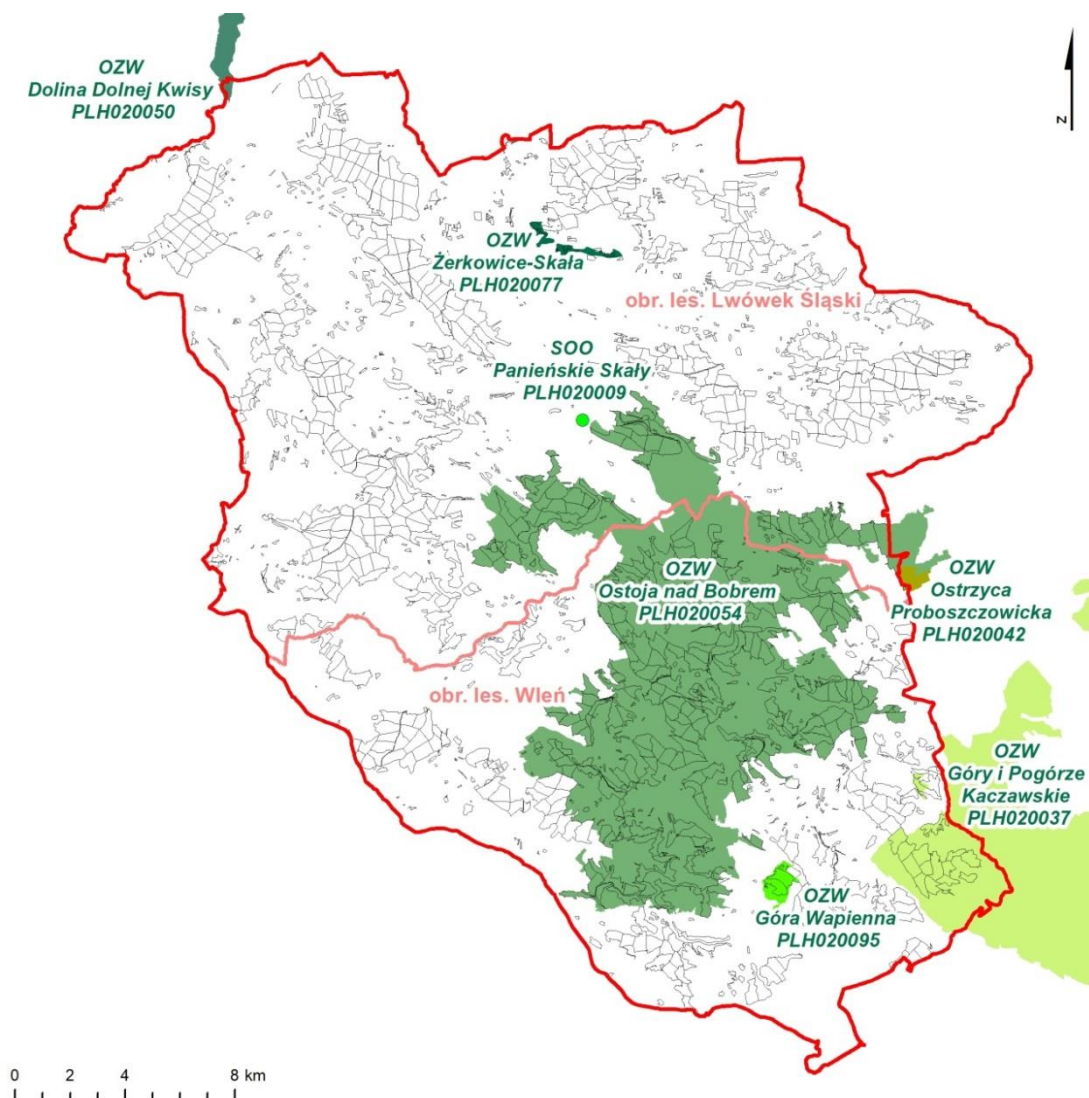 OZW
Dolina Dolnej Kwisy
PLH020050
N
OZW
Żerkowice-Skała
PLH020077
obr. les. Lwówek Śląski
SOO
Panieńskie Skały
PLH020009
OZW
Ostoja nad Bobrem
PLH020054
OZW
Ostrzyca
Proboszczowicka
PLH020042
obr. les. Wleń
OZW
Góry i Pogórze
Kaczawskie
PLH020037
OZW
Góra Wapienna
PLH020095
0 2 4 8 km